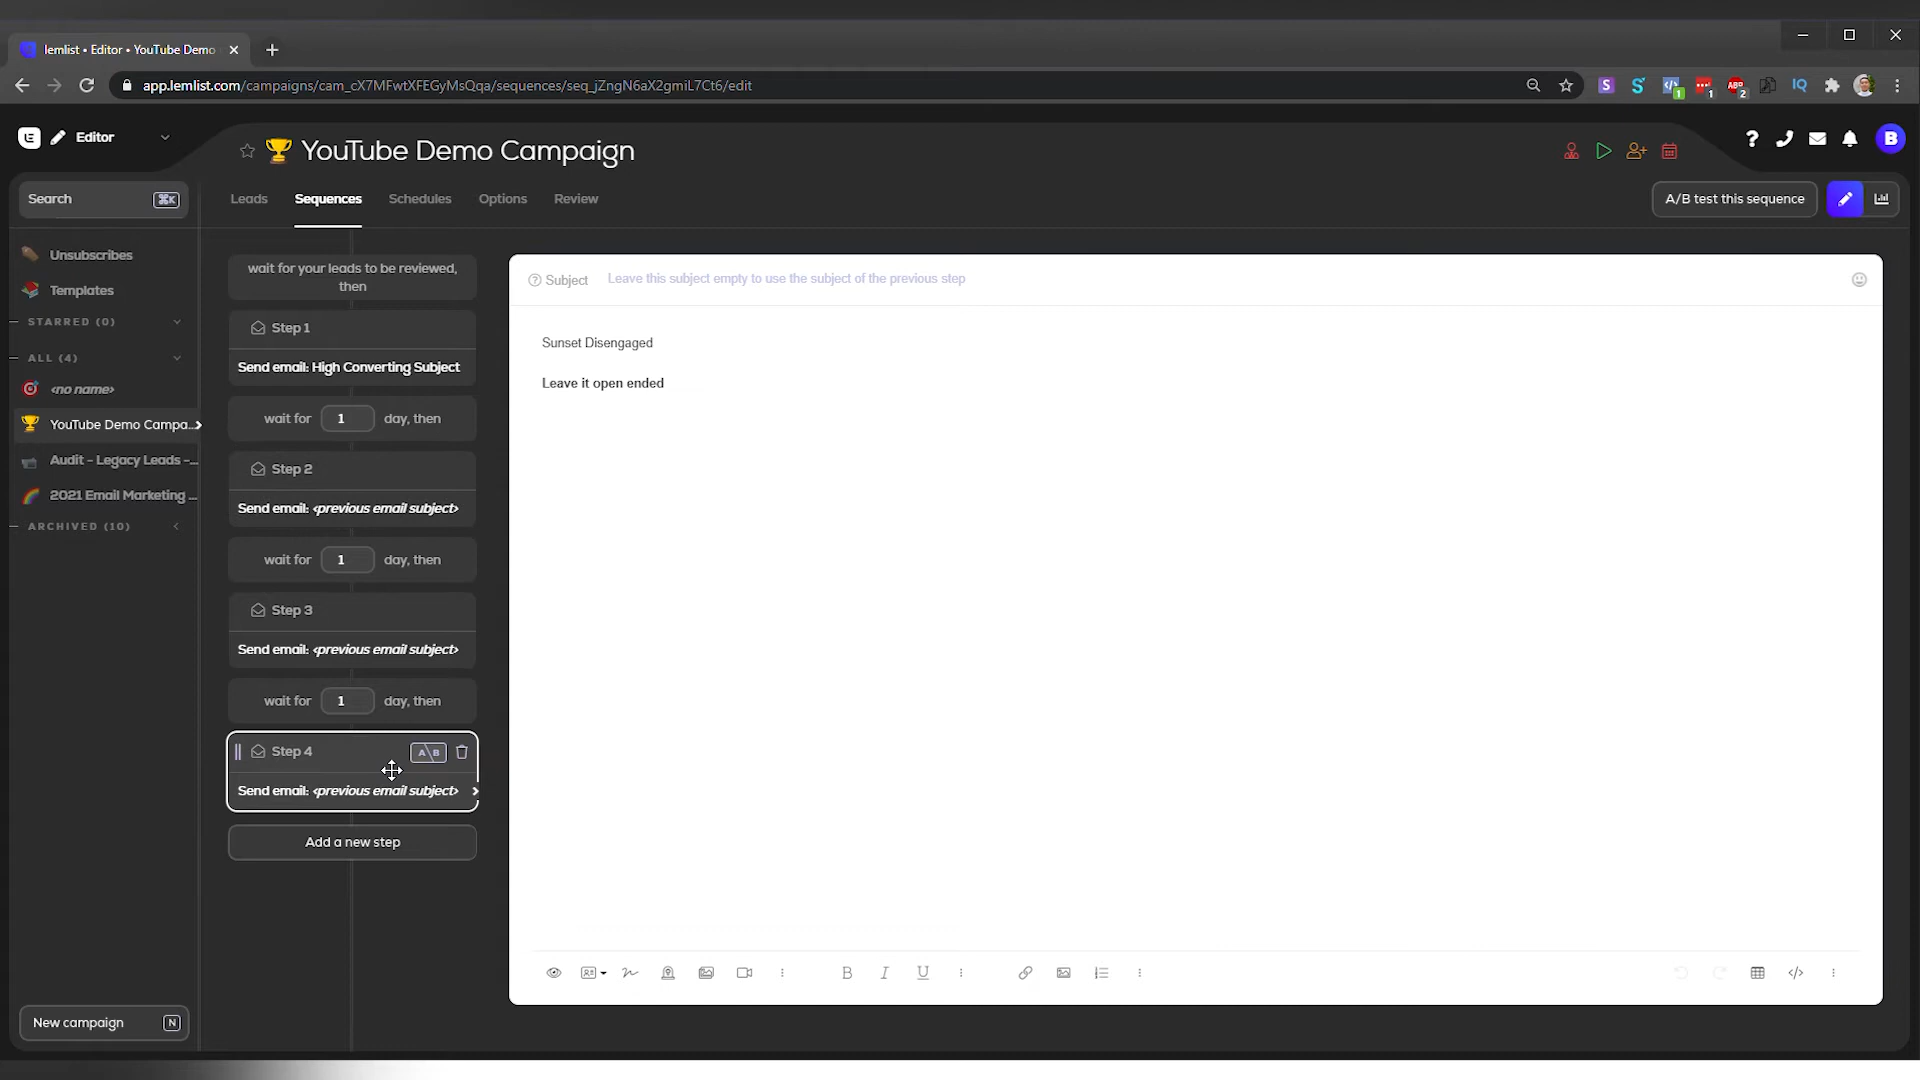 lemlist • Editor • YouTube Demo
app.lemlist.com/campaigns/cam_cX7MFwtXFEGyMsQqa/sequences/seq_jZngN6aX2gmiL7Ct6/edit
S
S
1
1
ABP
2
IQ
Editor
YouTube Demo Campaign
?
B
Search
⌘K
Leads
Sequences
Schedules
Options
Review
A/B test this sequence
Unsubscribes
Templates
STARRED (0)
ALL (4)
<no name>
YouTube Demo Campa...
Audit - Legacy Leads -...
2021 Email Marketing ...
ARCHIVED (10)
New campaign
N
wait for your leads to be reviewed,
then
Step 1
Send email: High Converting Subject
wait for 1 day, then
Step 2
Send email: <previous email subject>
wait for 1 day, then
Step 3
Send email: <previous email subject>
wait for 1 day, then
Step 4
A\B
Send email: <previous email subject>
Add a new step
? Subject
Leave this subject empty to use the subject of the previous step
Sunset Disengaged
Leave it open ended
B I U
</>